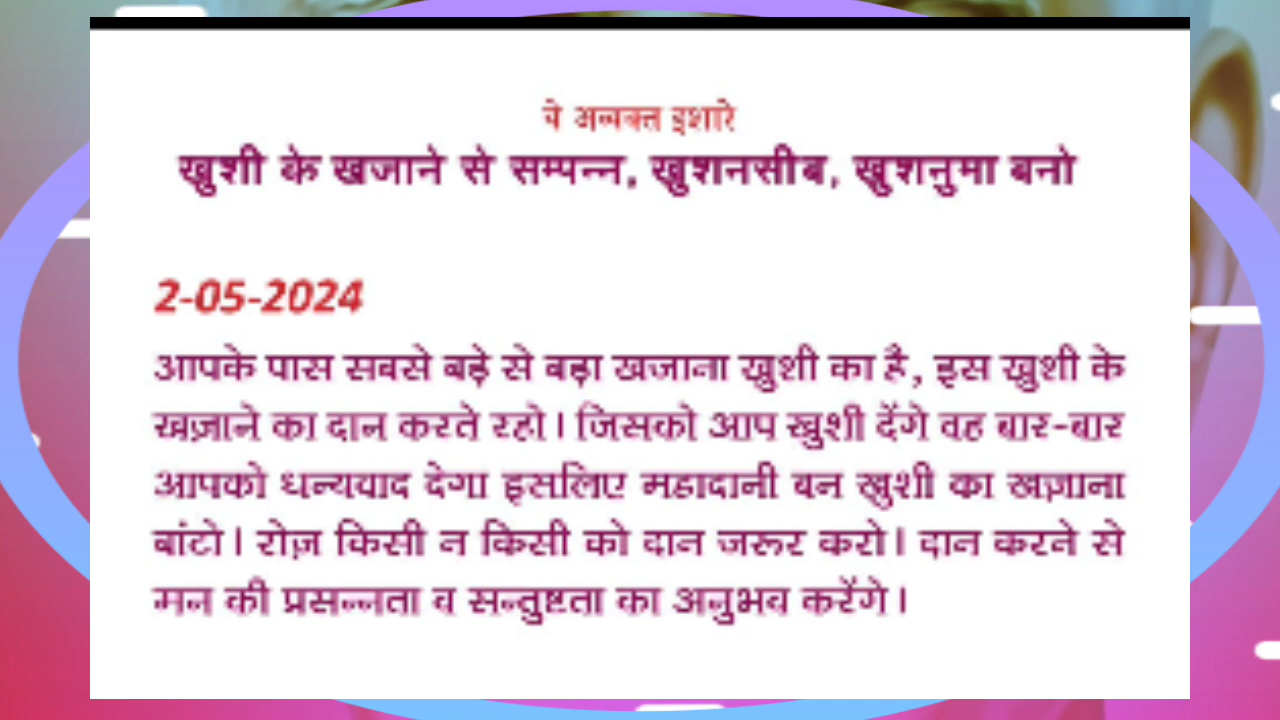 ये अव्यक्त इशारे
खुशी के खजाने से सम्पन्न, खुशनसीब, खुशनुमा बनो
2-05-2024
आपके पास सबसे बड़े से बड़ा खजाना खुशी का है, इस खुशी के
खज़ाने का दान करते रहो। जिसको आप खुशी देंगे वह बार-बार
आपको धन्यवाद देगा इसलिए महादानी बन खुशी का खज़ाना
बांटो। रोज़ किसी न किसी को दान जरूर करो। दान करने से
मन की प्रसन्नता व सन्तुष्टता का अनुभव करेंगे।